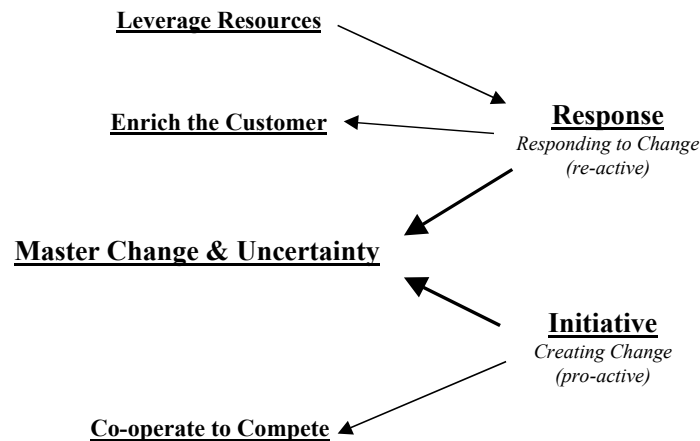 Leverage Resources
Enrich the Customer
Response
Responding to Change
(re-active)
Master Change & Uncertainty
Initiative
Creating Change
(pro-active)
Co-operate to Compete